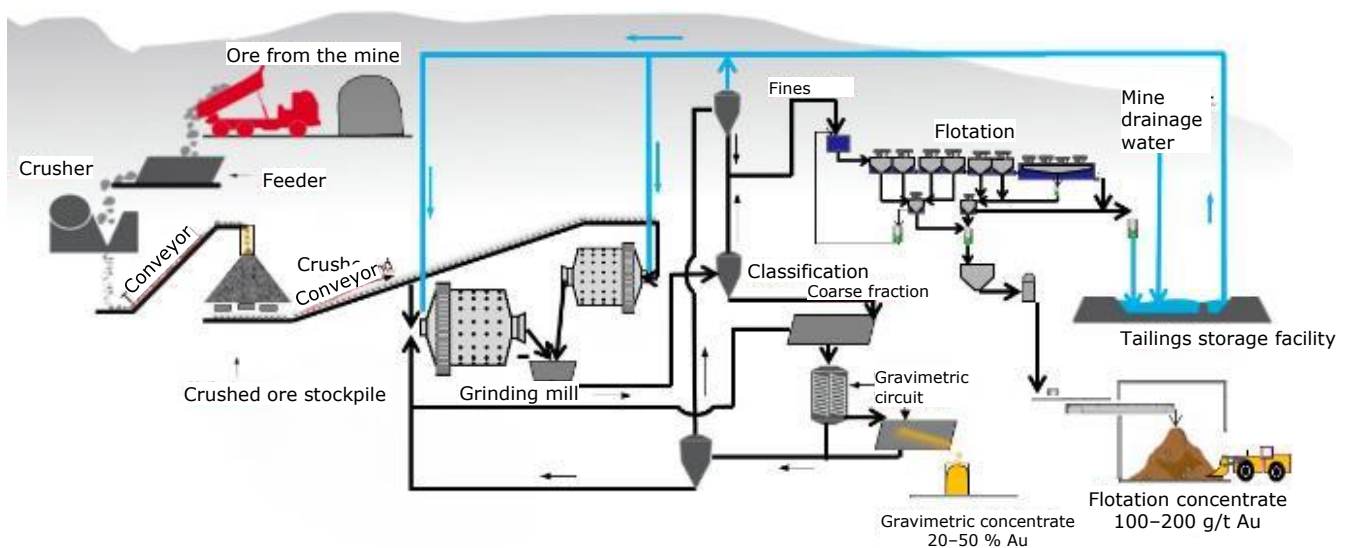 Ore from the mine
Crusher
Feeder
Conveyor
Conveyor
Crushed ore stockpile
Grinding mill
Fines
Flotation
Mine
drainage
water
Classification
Coarse fraction
Tailings storage facility
Gravimetric
circuit
Gravimetric concentrate
20–50 % Au
Flotation concentrate
100–200 g/t Au